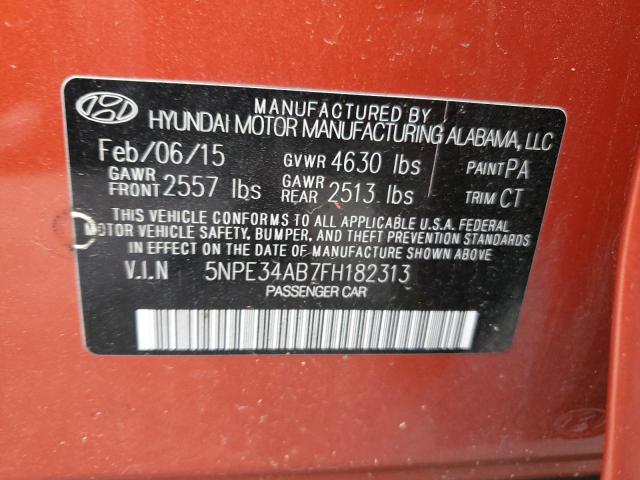 MANUFACTURED BY
HYUNDAI MOTOR MANUFACTURING ALABAMA, LLC
Feb/06/15 GVWR 4630 lbs PAINT PA
GAWR FRONT 2557 lbs GAWR REAR 2513 lbs TRIM CT
THIS VEHICLE CONFORMS TO ALL APPLICABLE U.S.A. FEDERAL
MOTOR VEHICLE SAFETY, BUMPER, AND THEFT PREVENTION STANDARDS
IN EFFECT ON THE DATE OF MANUFACTURE SHOWN ABOVE
V.I.N 5NPE34AB7FH182313
PASSENGER CAR